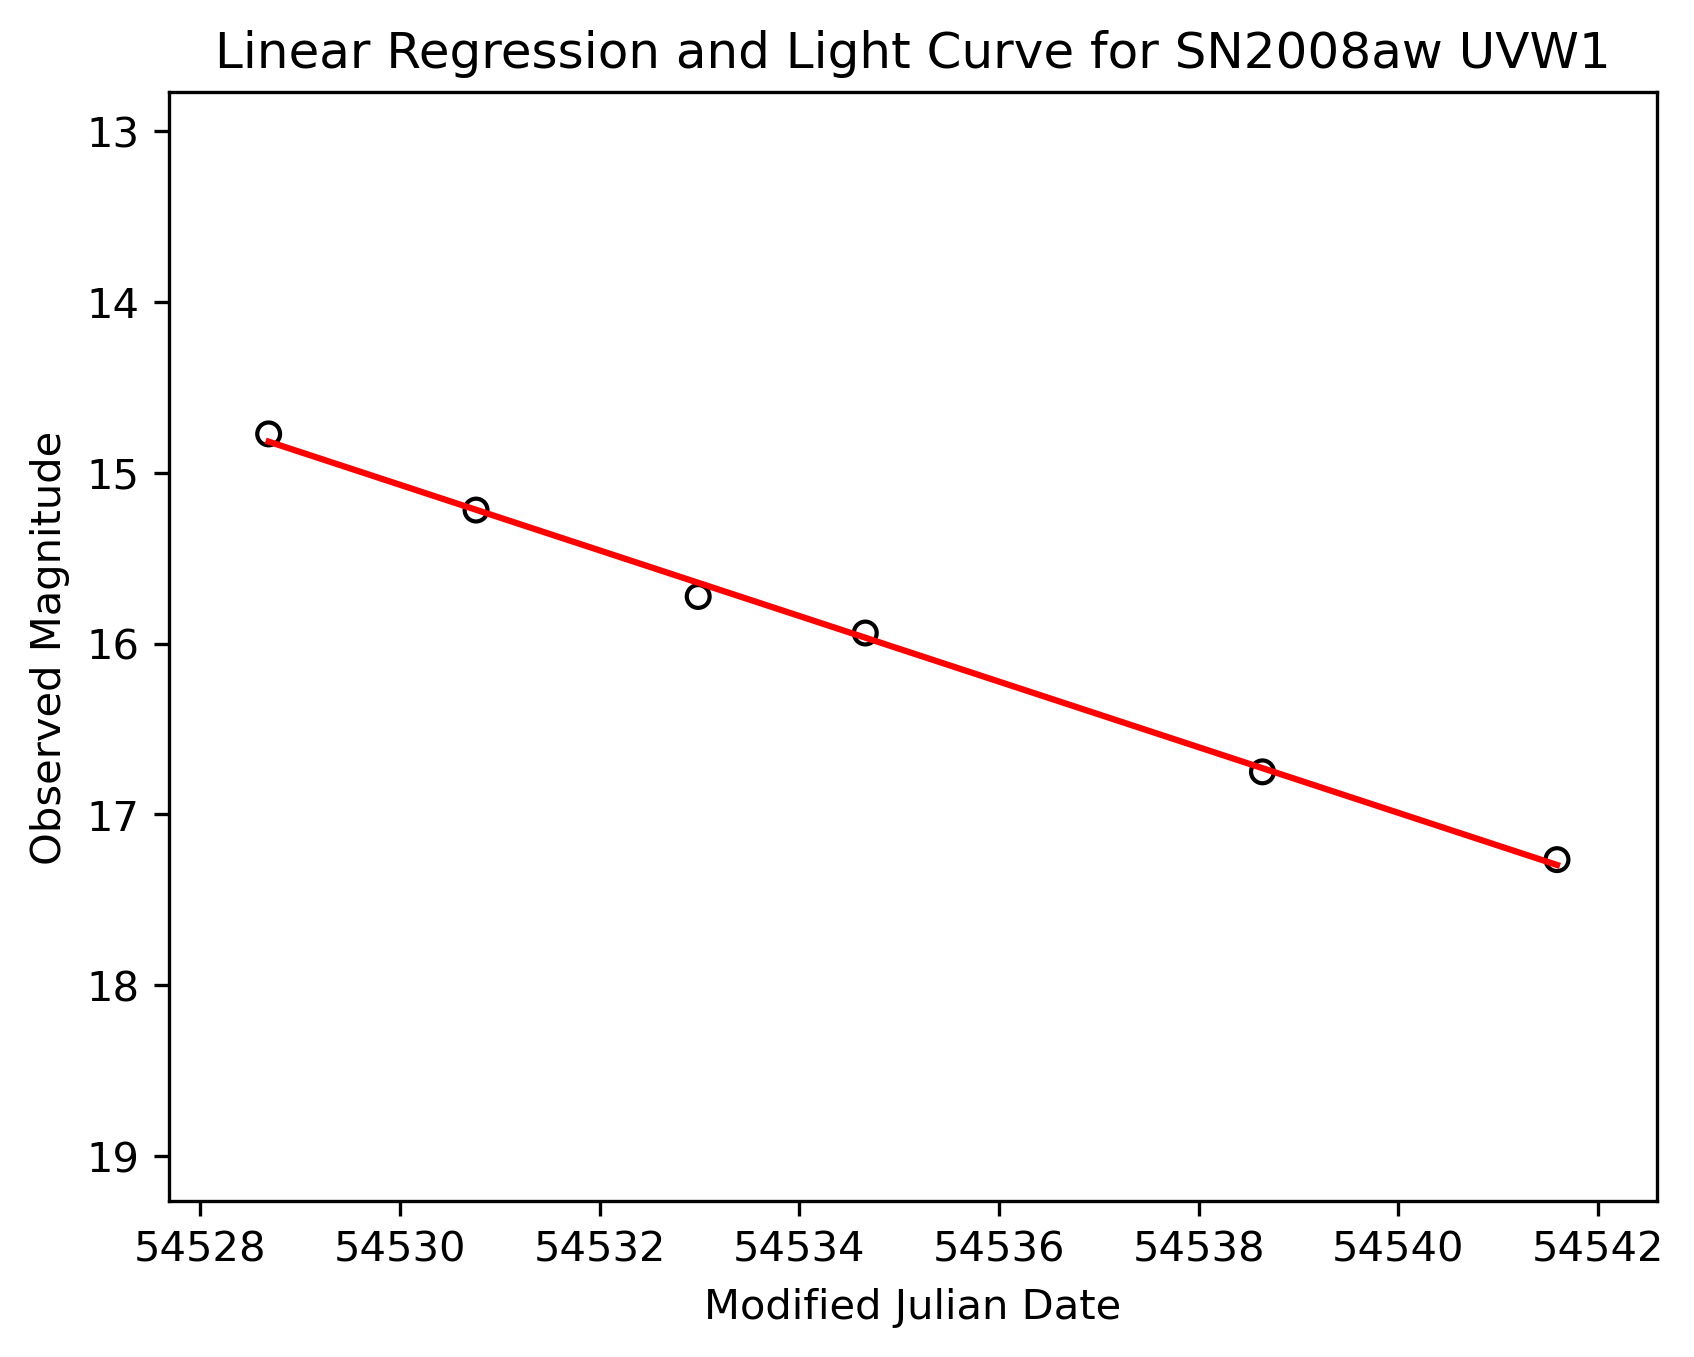 Linear Regression and Light Curve for SN2008aw UVW1
13
14
15
16
17
18
19
Observed Magnitude
54528 54530 54532 54534 54536 54538 54540 54542
Modified Julian Date